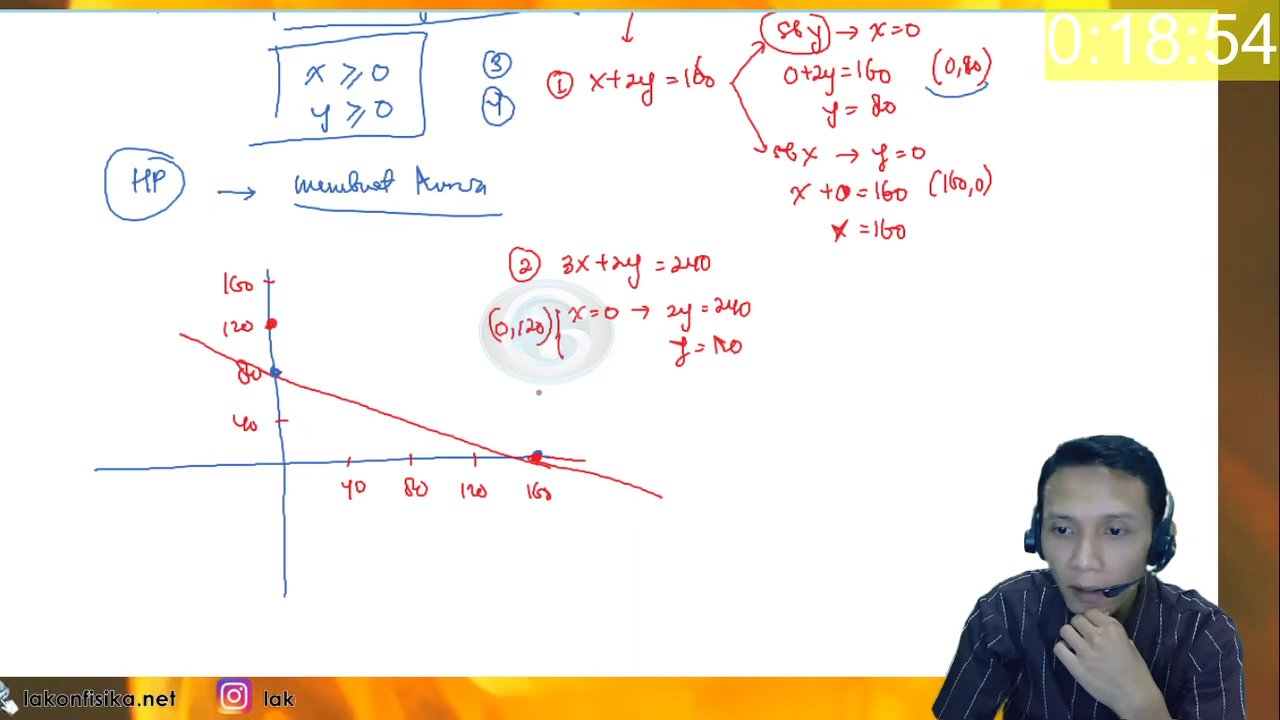 0:18:54
x ⩾ 0 ③
y ⩾ 0 ④
① x+2y = 160
sb y → x=0
0+2y=160 (0,80)
y = 80
sb x → y=0
x + 0 = 160 (160,0)
x = 160
HP → membuat kurva
② 3x+2y = 240
(0,120) { x=0 → 2y=240
y = 120
160
120
80
40
40 80 120 160
lakonfisika.net lak